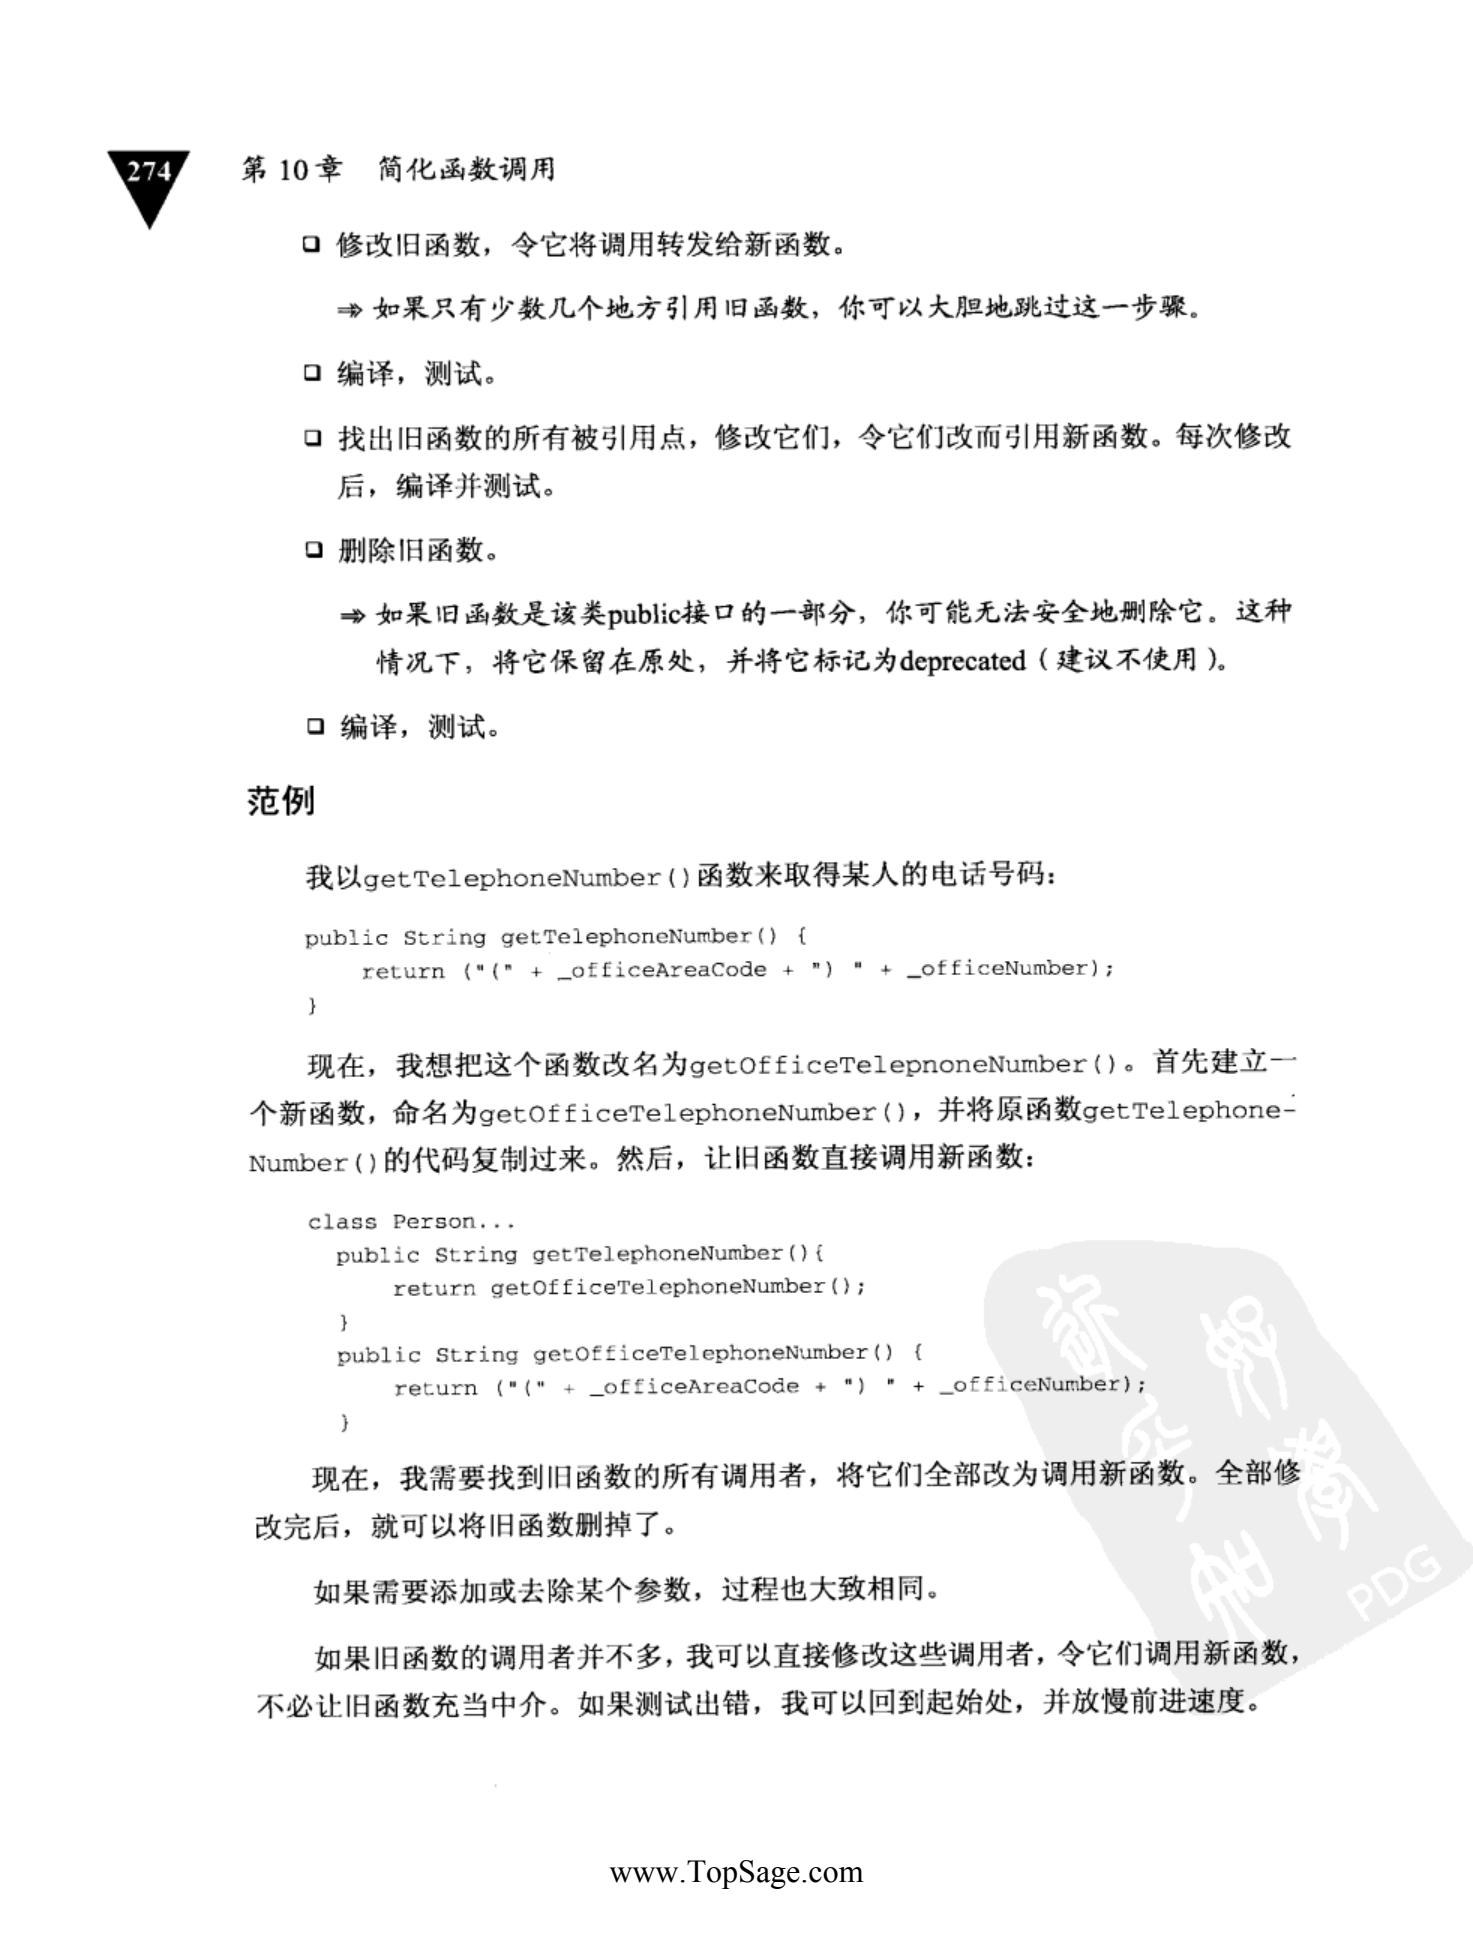 274 第 10 章 简化函数调用
❑ 修改旧函数，令它将调用转发给新函数。
⇒ 如果只有少数几个地方引用旧函数，你可以大胆地跳过这一步骤。
❑ 编译，测试。
❑ 找出旧函数的所有被引用点，修改它们，令它们改而引用新函数。每次修改
后，编译并测试。
❑ 删除旧函数。
⇒ 如果旧函数是该类public接口的一部分，你可能无法安全地删除它。这种
情况下，将它保留在原处，并将它标记为deprecated（建议不使用）。
❑ 编译，测试。
范例
我以getTelephoneNumber()函数来取得某人的电话号码：
public String getTelephoneNumber() {
    return ("(" + _officeAreaCode + ") " + _officeNumber);
}
现在，我想把这个函数改名为getOfficeTelepnoneNumber()。首先建立一
个新函数，命名为getOfficeTelephoneNumber()，并将原函数getTelephone-
Number()的代码复制过来。然后，让旧函数直接调用新函数：
class Person...
  public String getTelephoneNumber(){
      return getOfficeTelephoneNumber();
  }
  public String getOfficeTelephoneNumber() {
      return ("(" + _officeAreaCode + ") " + _officeNumber);
  }
现在，我需要找到旧函数的所有调用者，将它们全部改为调用新函数。全部修
改完后，就可以将旧函数删掉了。
如果需要添加或去除某个参数，过程也大致相同。
如果旧函数的调用者并不多，我可以直接修改这些调用者，令它们调用新函数，
不必让旧函数充当中介。如果测试出错，我可以回到起始处，并放慢前进速度。
PDG
www.TopSage.com